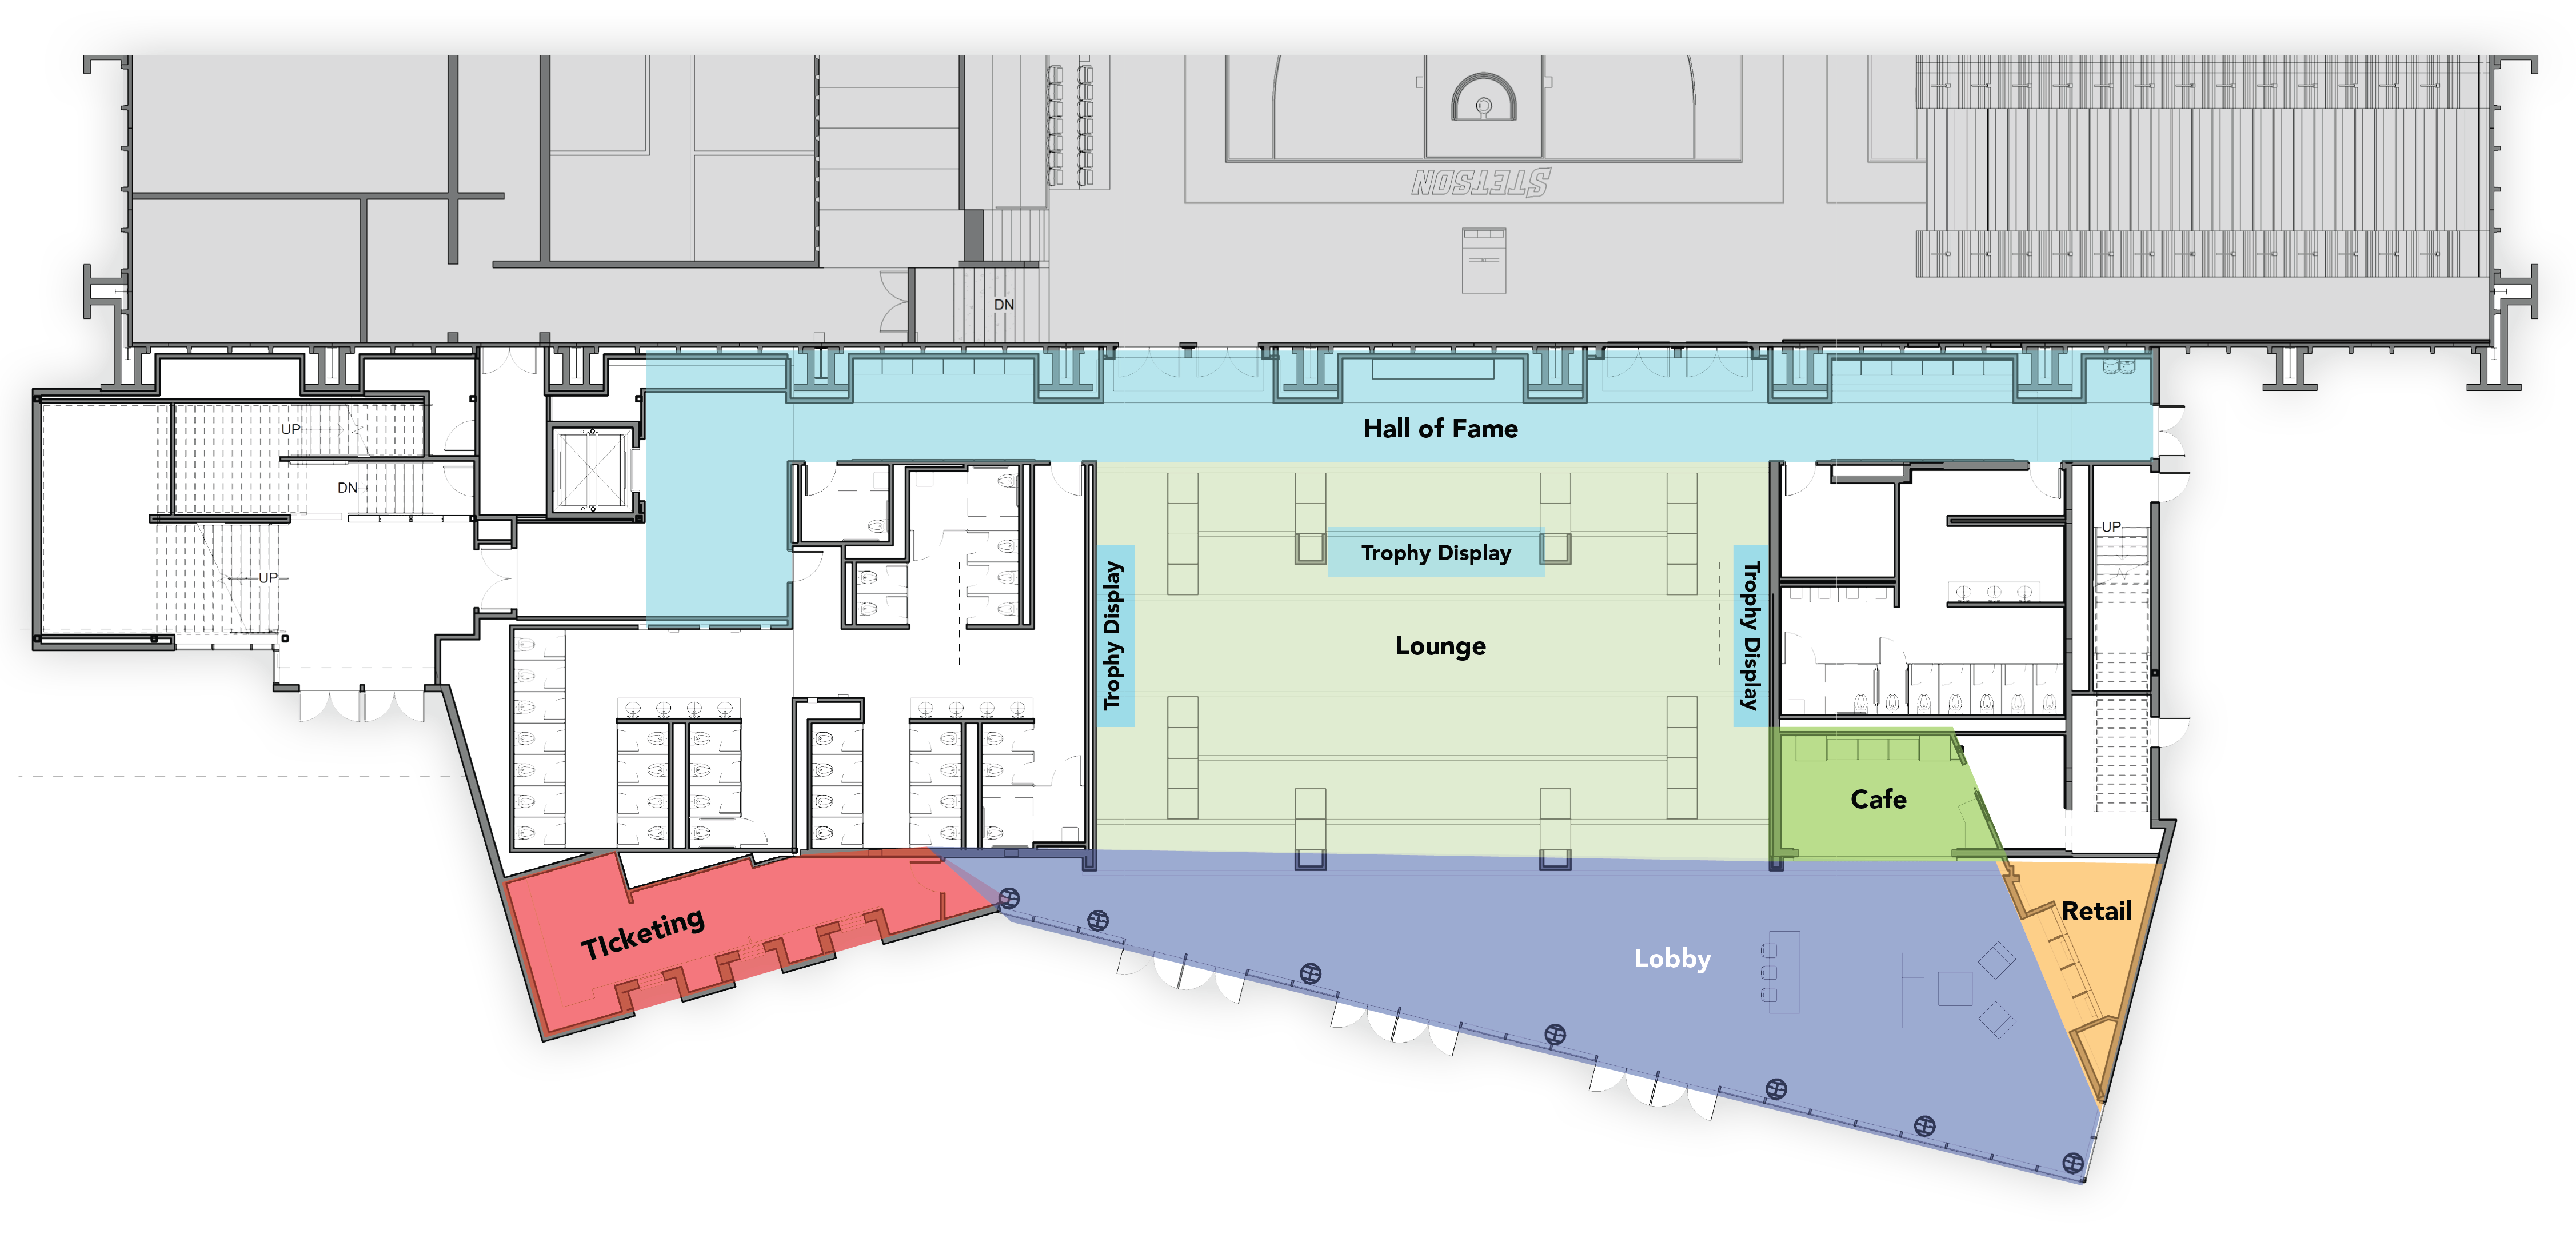 STETSON
DN
UP
Hall of Fame
DN
UP
UP
Trophy Display
Trophy Display
Trophy Display
Lounge
Cafe
TIcketing
Retail
Lobby